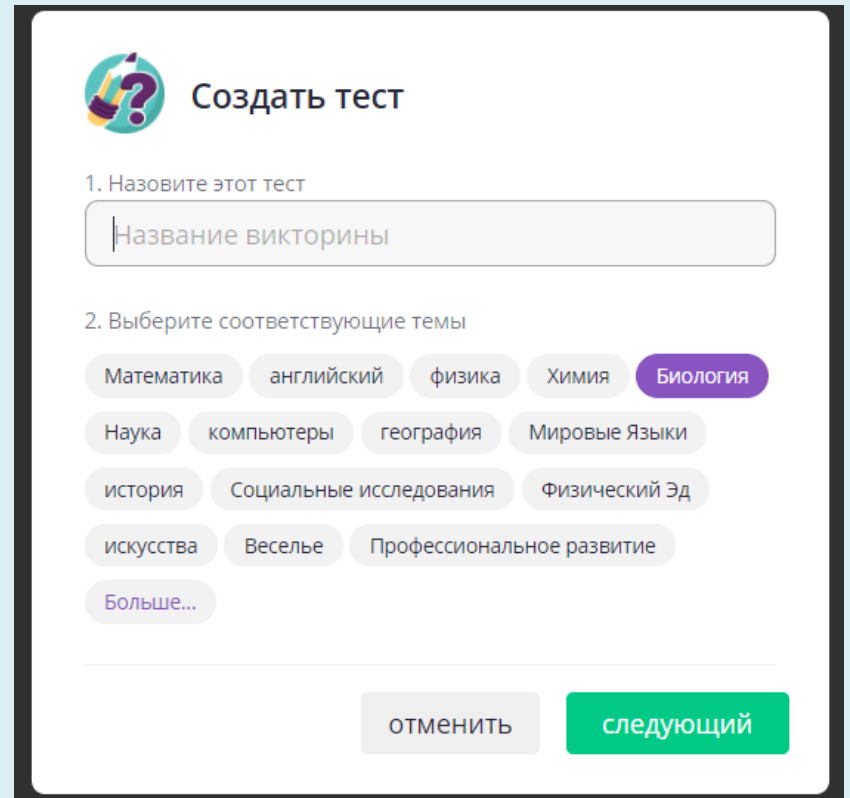 Создать тест
1. Назовите этот тест
Название викторины
2. Выберите соответствующие темы
Математика английский физика Химия Биология
Наука компьютеры география Мировые Языки
история Социальные исследования Физический Эд
искусства Веселье Профессиональное развитие
Больше...
отменить следующий